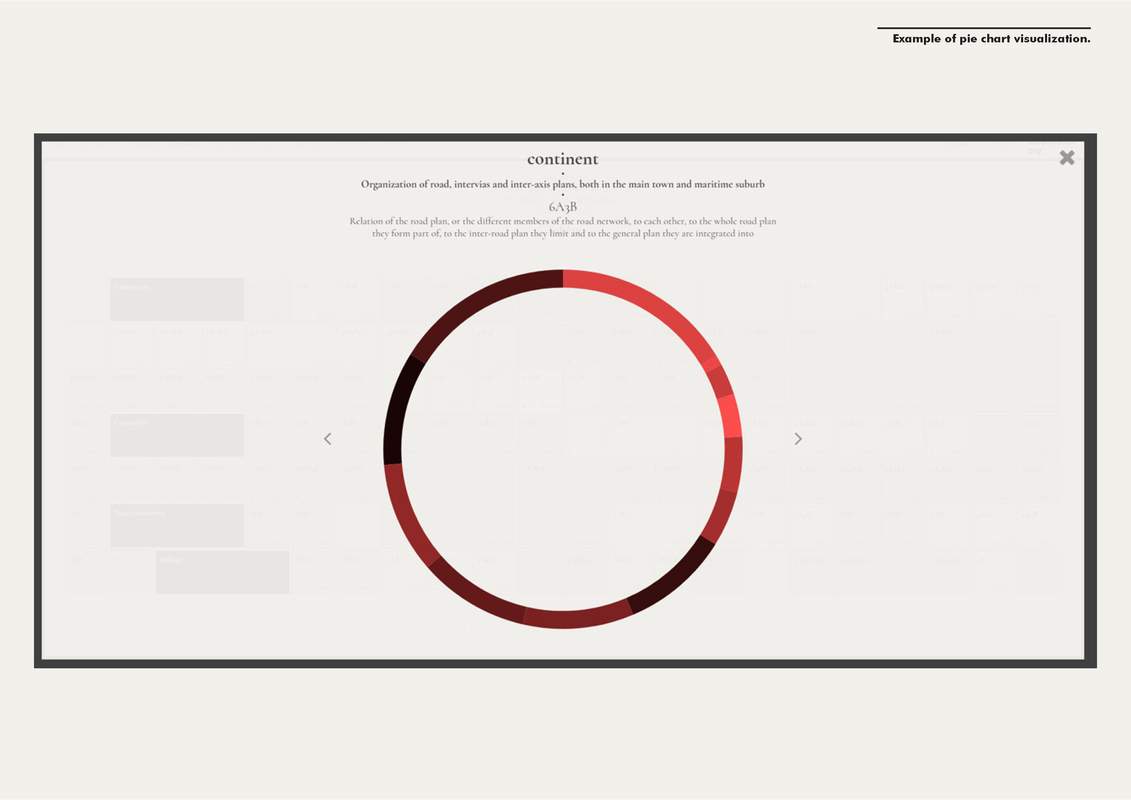 Example of pie chart visualization.
continent
Organization of road, intervias and inter-axis plans, both in the main town and maritime suburb
6A3B
Relation of the road plan, or the different members of the road network, to each other, to the whole road plan
they form part of, to the inter-road plan they limit and to the general plan they are integrated into